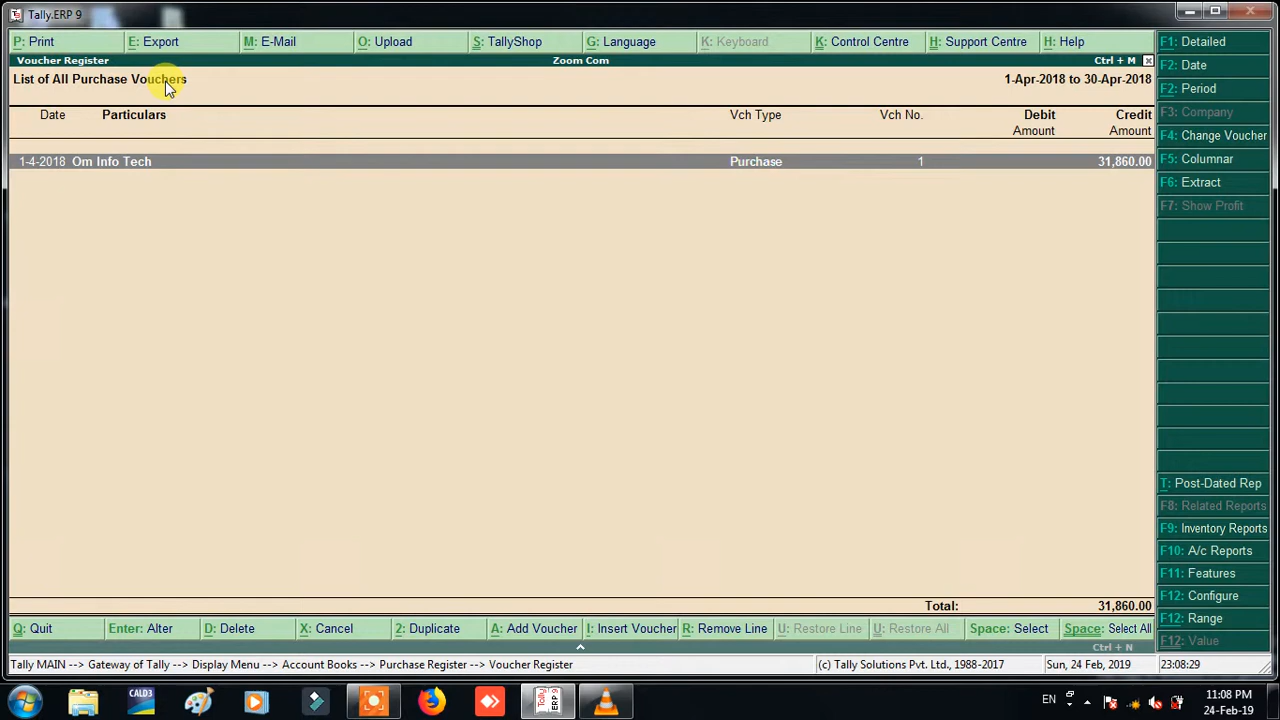 Tally.ERP 9
P: Print E: Export M: E-Mail O: Upload S: TallyShop G: Language K: Keyboard K: Control Centre H: Support Centre H: Help
Voucher Register Zoom Com Ctrl + M
List of All Purchase Vouchers 1-Apr-2018 to 30-Apr-2018
Date Particulars Vch Type Vch No. Debit Credit
Amount Amount
1-4-2018 Om Info Tech Purchase 1 31,860.00
Total: 31,860.00
Q: Quit Enter: Alter D: Delete X: Cancel 2: Duplicate A: Add Voucher I: Insert Voucher R: Remove Line U: Restore Line U: Restore All Space: Select Space: Select All
Ctrl + N
Tally MAIN --> Gateway of Tally --> Display Menu --> Account Books --> Purchase Register --> Voucher Register (c) Tally Solutions Pvt. Ltd., 1988-2017 Sun, 24 Feb, 2019 23:08:29
F1: Detailed
F2: Date
F2: Period
F3: Company
F4: Change Voucher
F5: Columnar
F6: Extract
F7: Show Profit
T: Post-Dated Rep
F8: Related Reports
F9: Inventory Reports
F10: A/c Reports
F11: Features
F12: Configure
F12: Range
F12: Value
CALD3
Tally
ERP 9
EN
11:08 PM
24-Feb-19